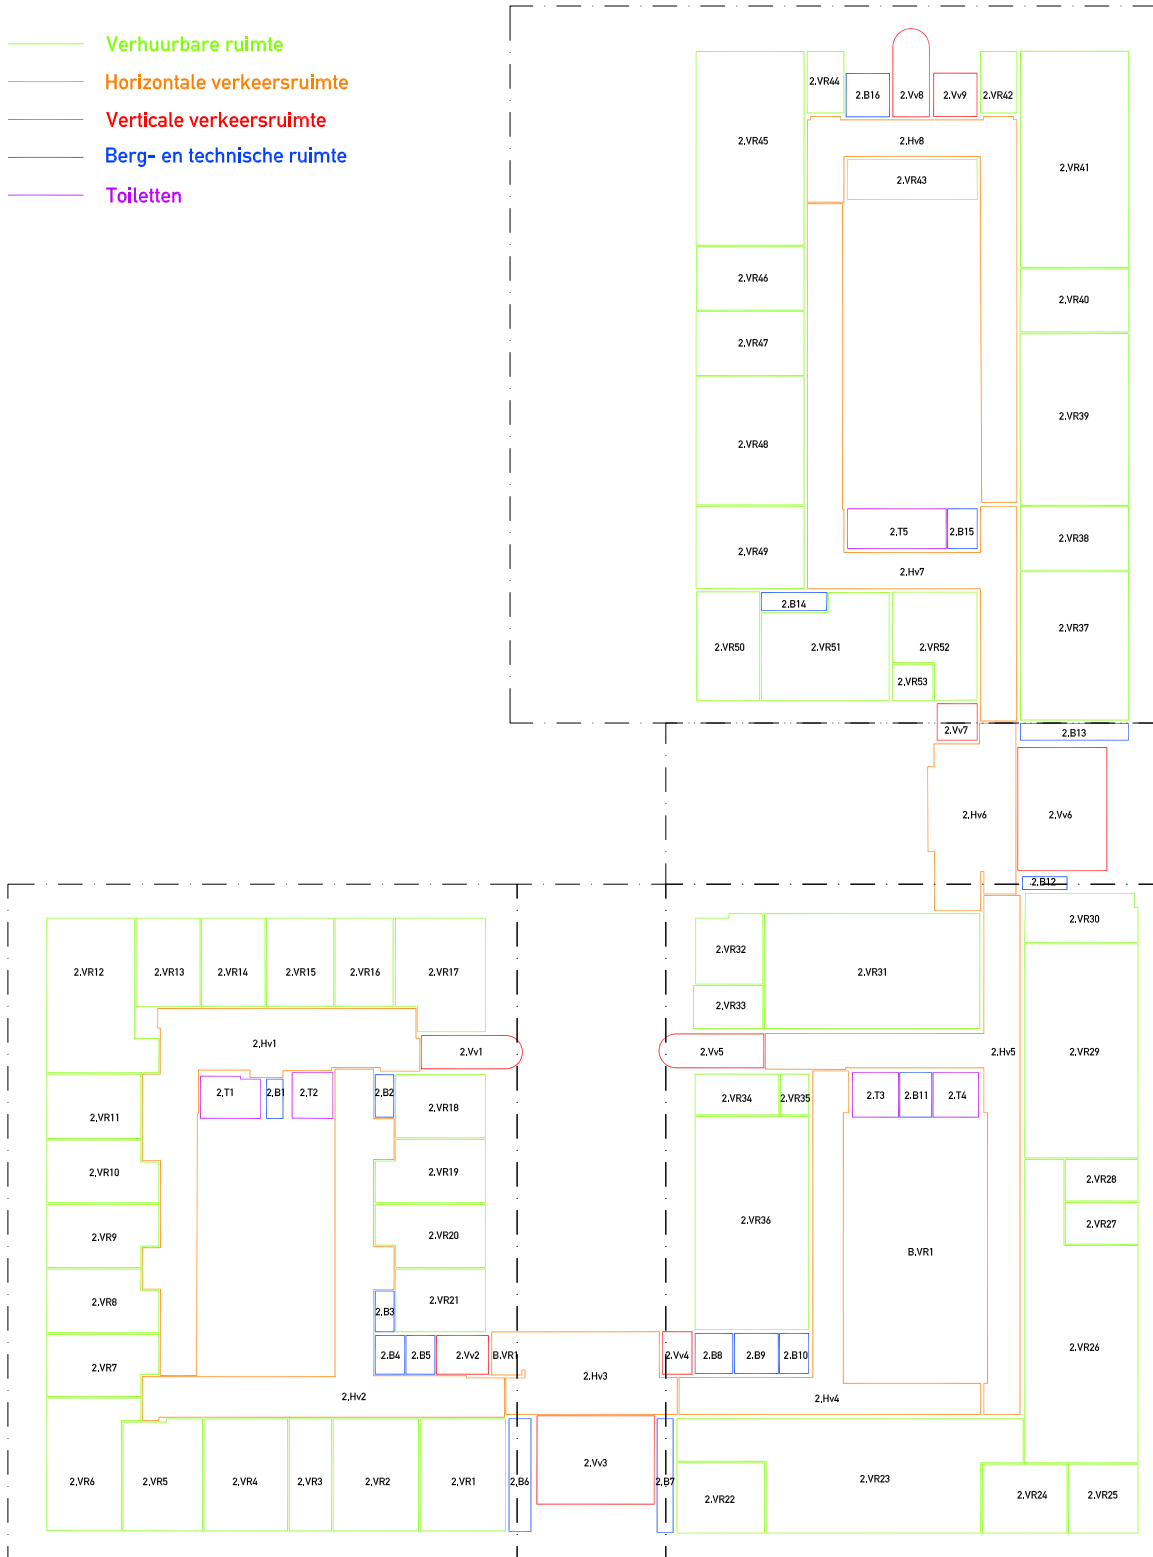 Verhuurbare ruimte
Horizontale verkeersruimte
Verticale verkeersruimte
Berg- en technische ruimte
Toiletten
2.VR44
2.B16
2.Vv8
2.Vv9
2.VR42
2.VR45
2.Hv8
2.VR41
2.VR43
2.VR46
2.VR40
2.VR47
2.VR39
2.VR48
2.T5
2.B15
2.VR38
2.VR49
2.Hv7
2.B14
2.VR37
2.VR50
2.VR51
2.VR52
2.VR53
2.Vv7
2.B13
2.Hv6
2.Vv6
2.B12
2.VR30
2.VR12
2.VR13
2.VR14
2.VR15
2.VR16
2.VR17
2.VR32
2.VR31
2.VR33
2.Hv1
2.Vv1
2.Vv5
2.Hv5
2.VR29
2.T1
2.B1
2.T2
2.B2
2.VR18
2.VR34
2.VR35
2.T3
2.B11
2.T4
2.VR11
2.VR10
2.VR19
2.VR28
2.VR36
2.VR27
2.VR9
2.VR20
B.VR1
2.VR8
2.VR21
2.B3
2.VR7
2.B4
2.B5
2.Vv2
B.VR1
2.Vv4
2.B8
2.B9
2.B10
2.VR26
2.Hv3
2.Hv2
2.Hv4
2.VR6
2.VR5
2.VR4
2.VR3
2.VR2
2.VR1
2.B6
2.Vv3
2.B7
2.VR22
2.VR23
2.VR24
2.VR25